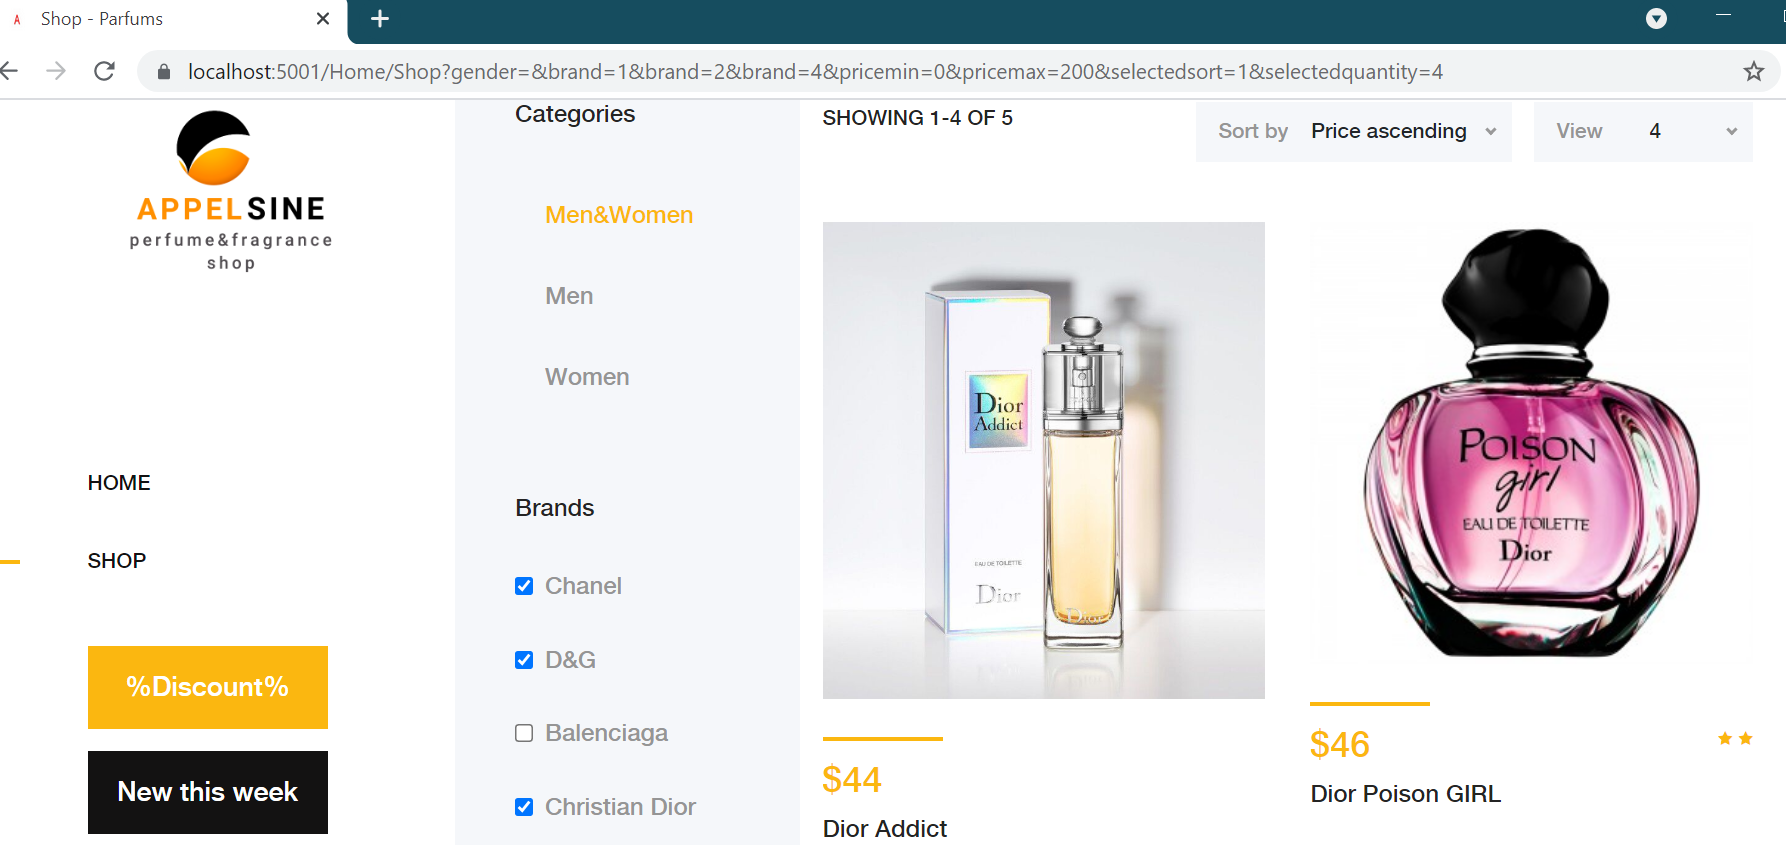 Shop - Parfums
localhost:5001/Home/Shop?gender=&brand=1&brand=2&brand=4&pricemin=0&pricemax=200&selectedsort=1&selectedquantity=4
APPELSINE
perfume&fragrance
shop
HOME
SHOP
%Discount%
New this week
Categories
Men&Women
Men
Women
Brands
Chanel
D&G
Balenciaga
Christian Dior
SHOWING 1-4 OF 5
Sort by Price ascending
View 4
Dior
Addict
EAU DE TOILETTE
Dior
Dior
$44
Dior Addict
POISON
girl
EAU DE TOILETTE
Dior
$46
Dior Poison GIRL